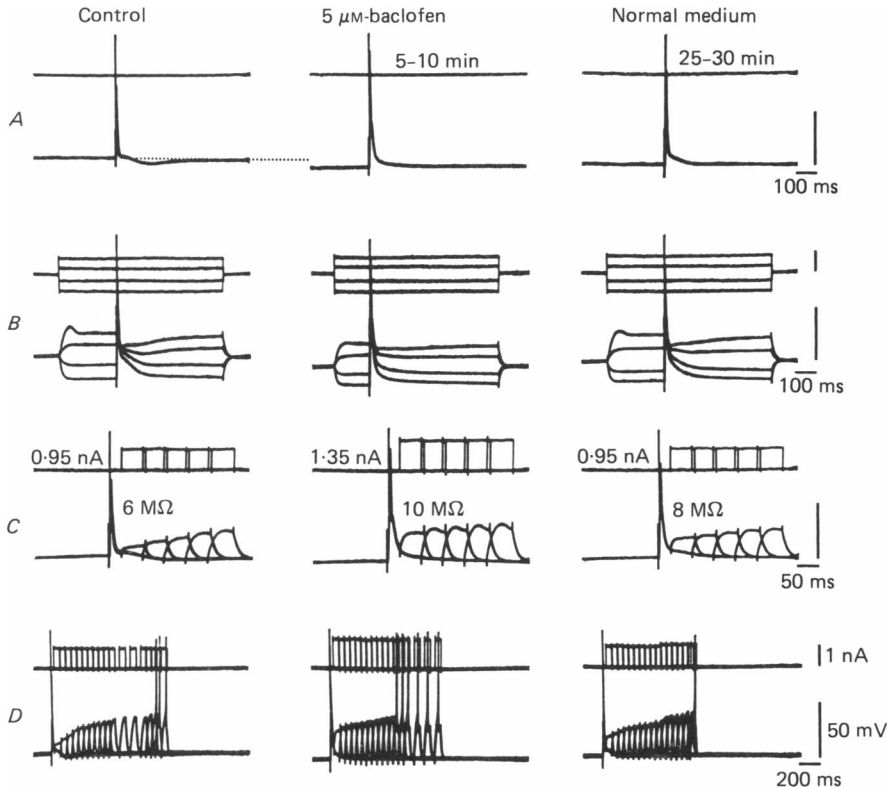 Control 5 μM-baclofen Normal medium
5–10 min 25–30 min
A
100 ms
B
100 ms
0·95 nA 1·35 nA 0·95 nA
6 MΩ 10 MΩ 8 MΩ
C
50 ms
1 nA
D
50 mV
200 ms